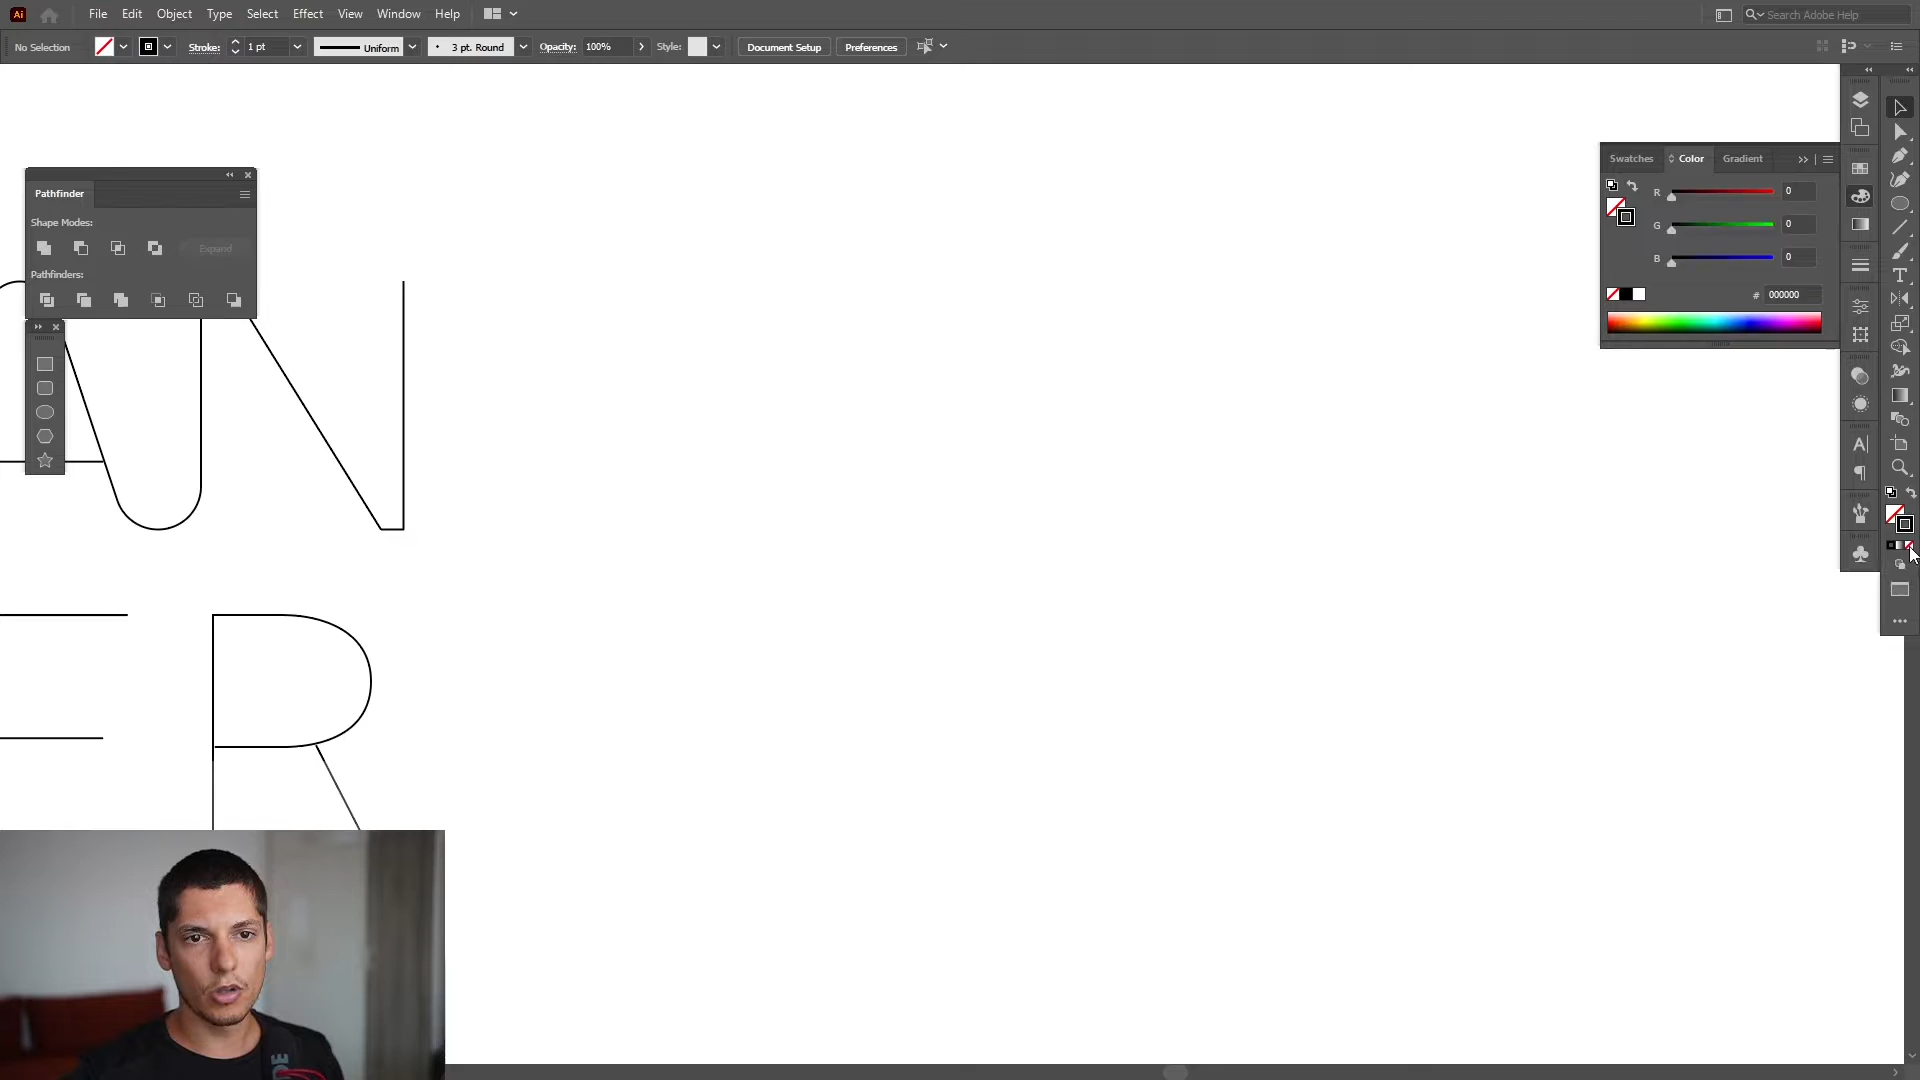 Ai File Edit Object Type Select Effect View Window Help Search Adobe Help
No Selection Stroke: 1 pt Uniform 3 pt. Round Opacity: 100% Style: Document Setup Preferences
Pathfinder
Shape Modes:
Expand
Pathfinders:
Swatches Color Gradient
R 0
G 0
B 0
# 000000
R